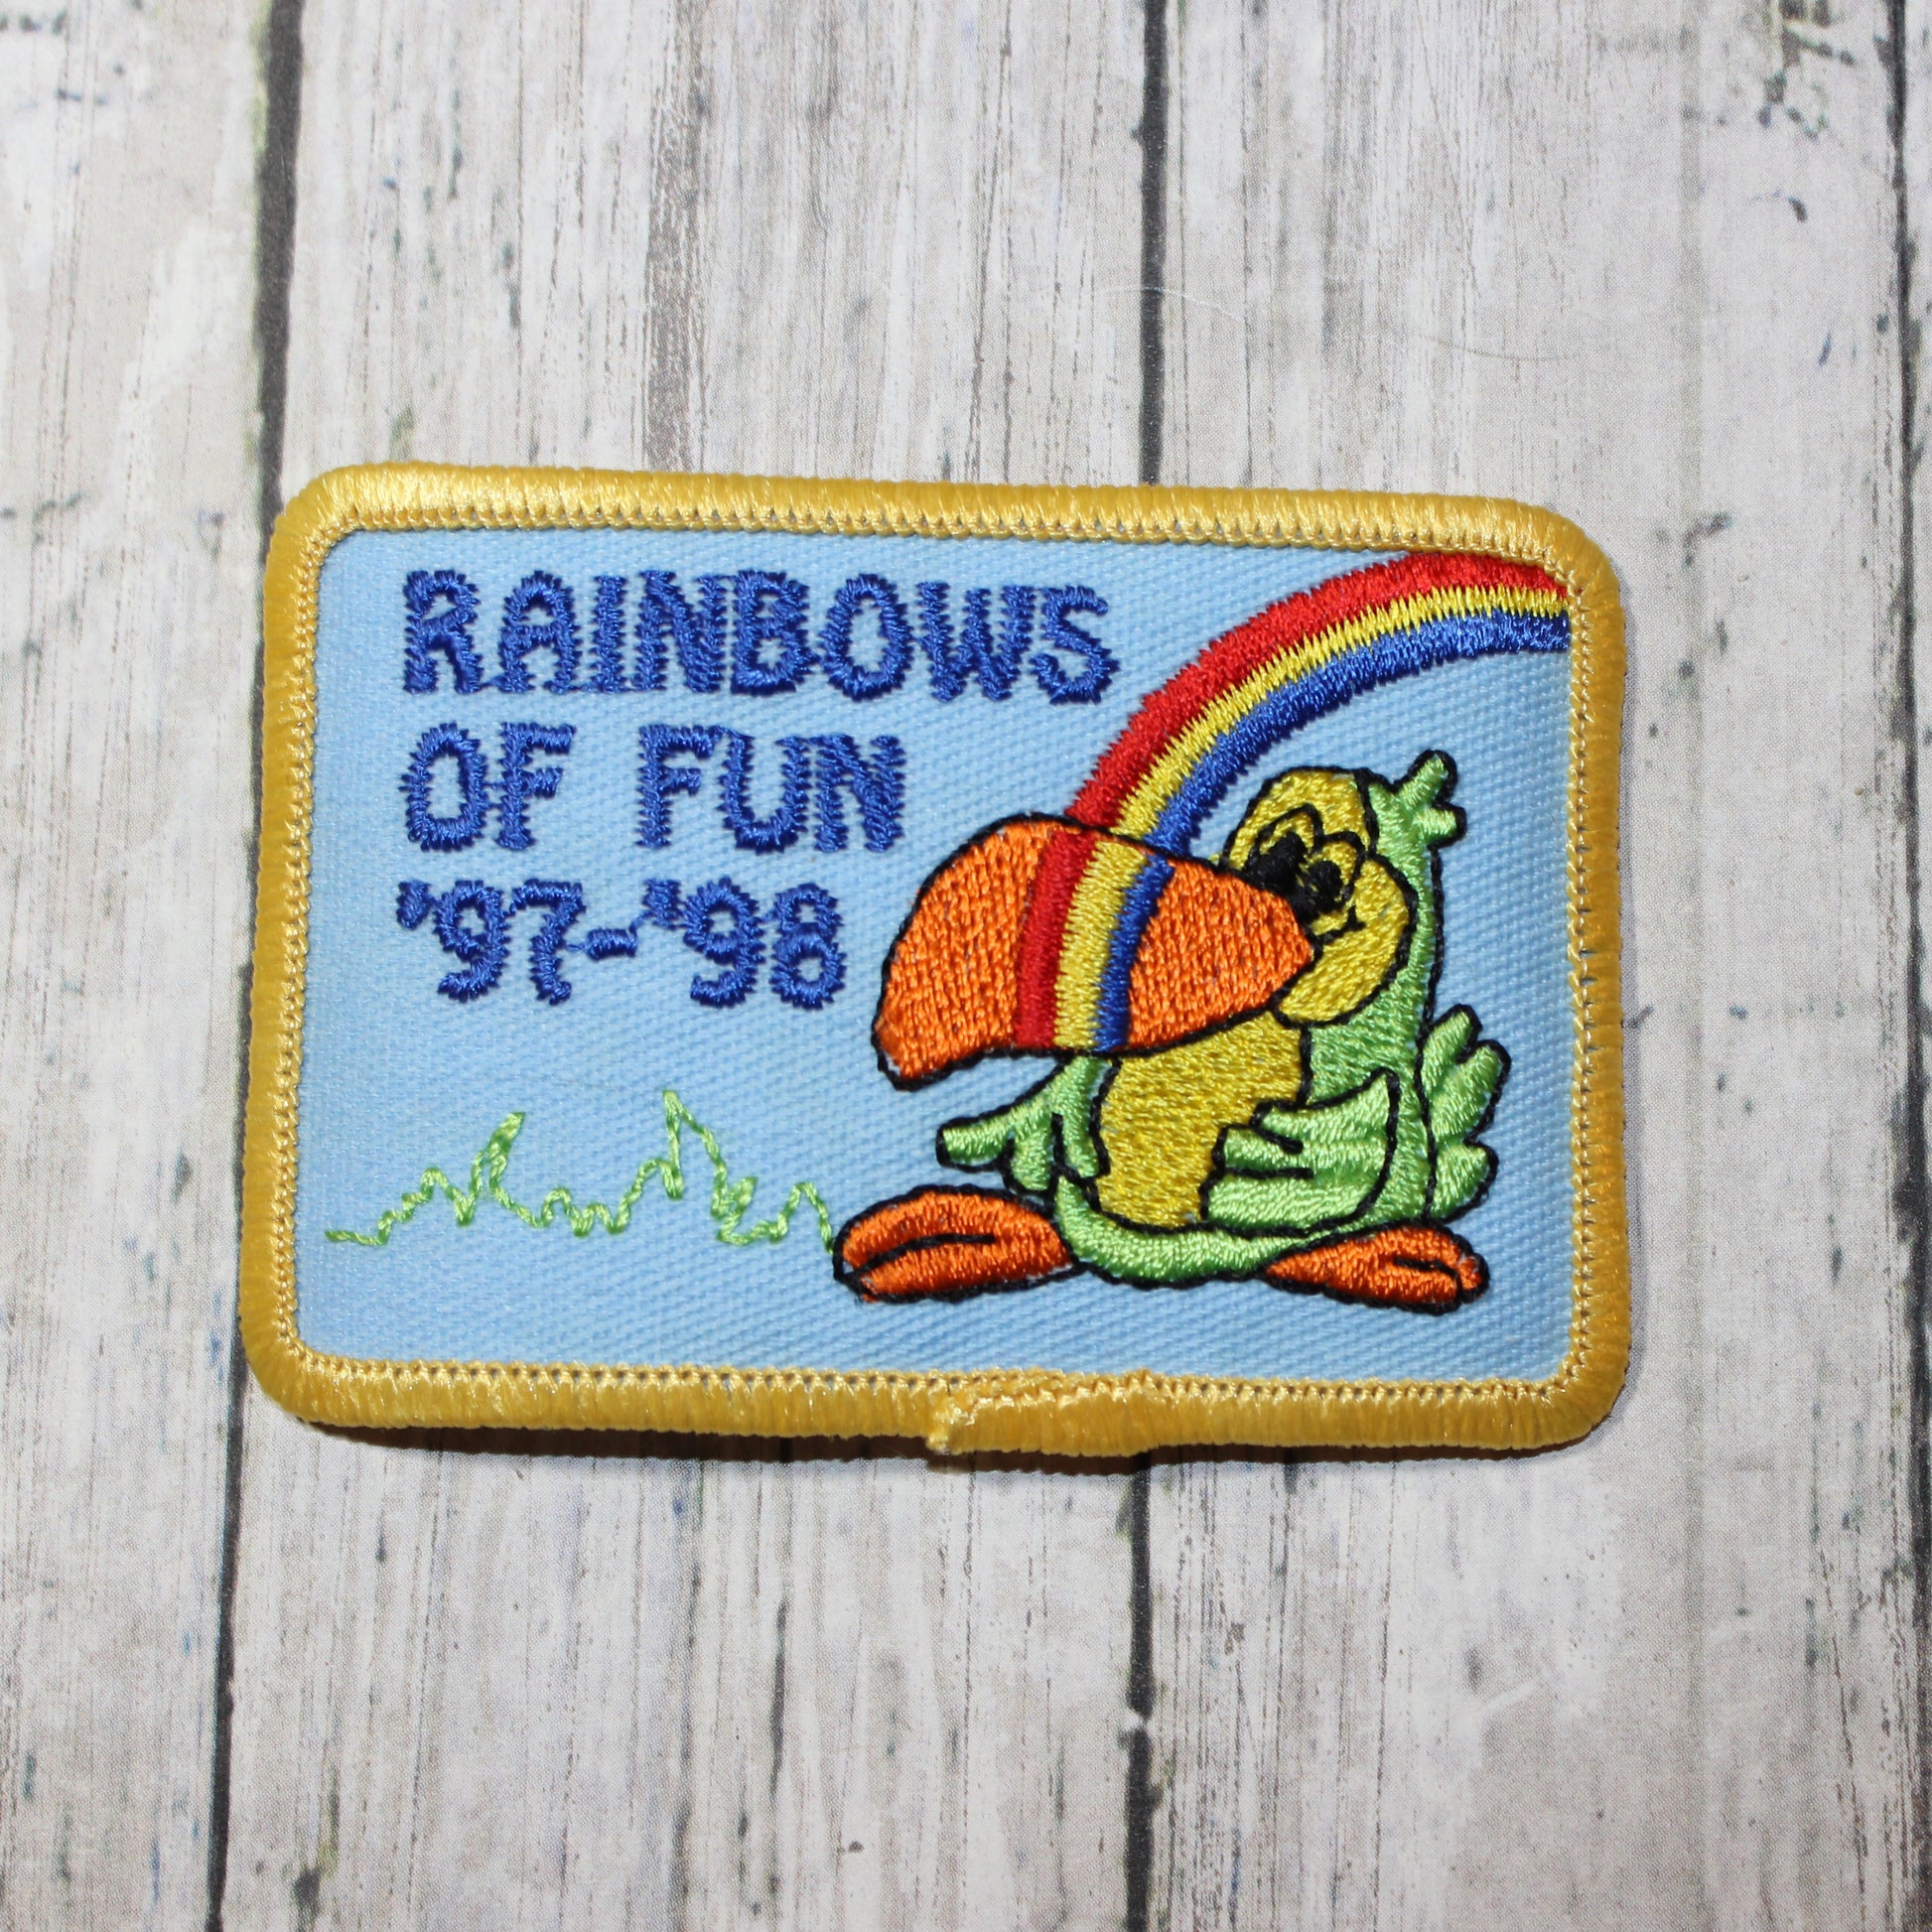 RAINBOWS
OF FUN
'97-'98